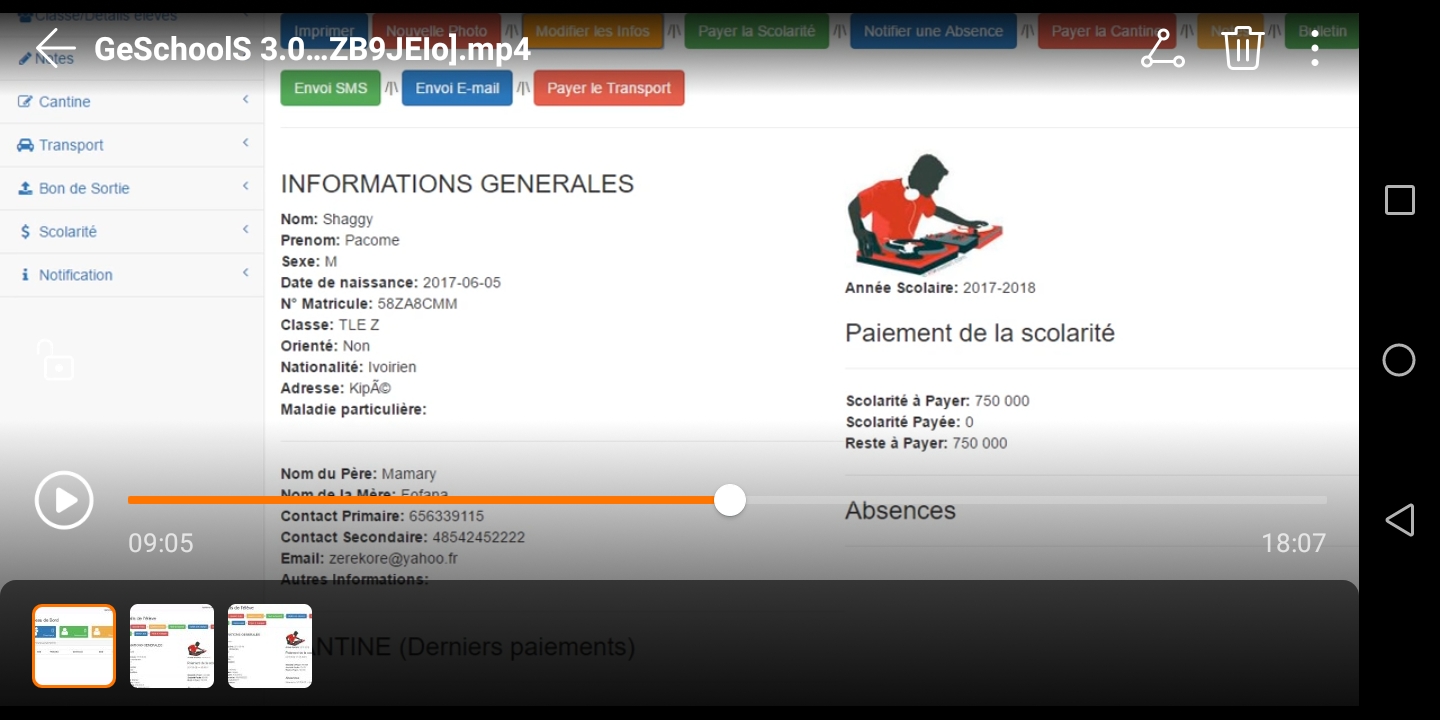 Classe/Details élèves
Imprimer /|\ Nouvelle Photo /|\ Modifier les Infos /|\ Payer la Scolarité /|\ Notifier une Absence /|\ Payer la Cantine /|\ /|\ Bulletin
GeSchoolS 3.0...ZB9JEIo].mp4
Notes
Envoi SMS /|\ Envoi E-mail /|\ Payer le Transport
Cantine
Transport
Bon de Sortie
Scolarité
Notification
INFORMATIONS GENERALES
Nom: Shaggy
Prenom: Pacome
Sexe: M
Date de naissance: 2017-06-05
N° Matricule: 58ZA8CMM
Classe: TLE Z
Orienté: Non
Nationalité: Ivoirien
Adresse: KipÃ©
Maladie particulière:
Nom du Père: Mamary
Nom de la Mère: Fofana
Contact Primaire: 656339115
Contact Secondaire: 48542452222
Email: zerekore@yahoo.fr
Autres Informations:
Année Scolaire: 2017-2018
Paiement de la scolarité
Scolarité à Payer: 750 000
Scolarité Payée: 0
Reste à Payer: 750 000
Absences
09:05
18:07
NTINE (Derniers paiements)